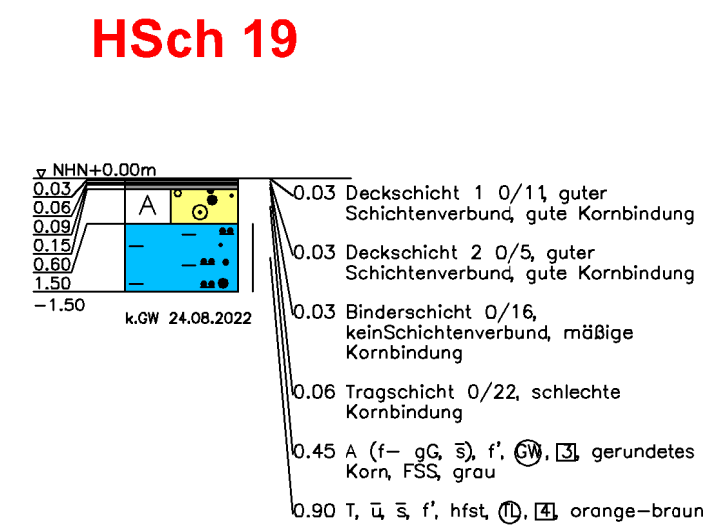 HSch 19
NHN+0.00m
0.03
0.06
0.09
0.15
0.60
1.50
-1.50
A
k.GW 24.08.2022
0.03 Deckschicht 1 0/11, guter
Schichtenverbund, gute Kornbindung
0.03 Deckschicht 2 0/5, guter
Schichtenverbund, gute Kornbindung
0.03 Binderschicht 0/16,
keinSchichtenverbund, mäßige
Kornbindung
0.06 Tragschicht 0/22, schlechte
Kornbindung
0.45 A (f- gG, s̅), f', GW, 3, gerundetes
Korn, FSS, grau
0.90 T, u̅, s̅, f', hfst, TL, 4, orange-braun